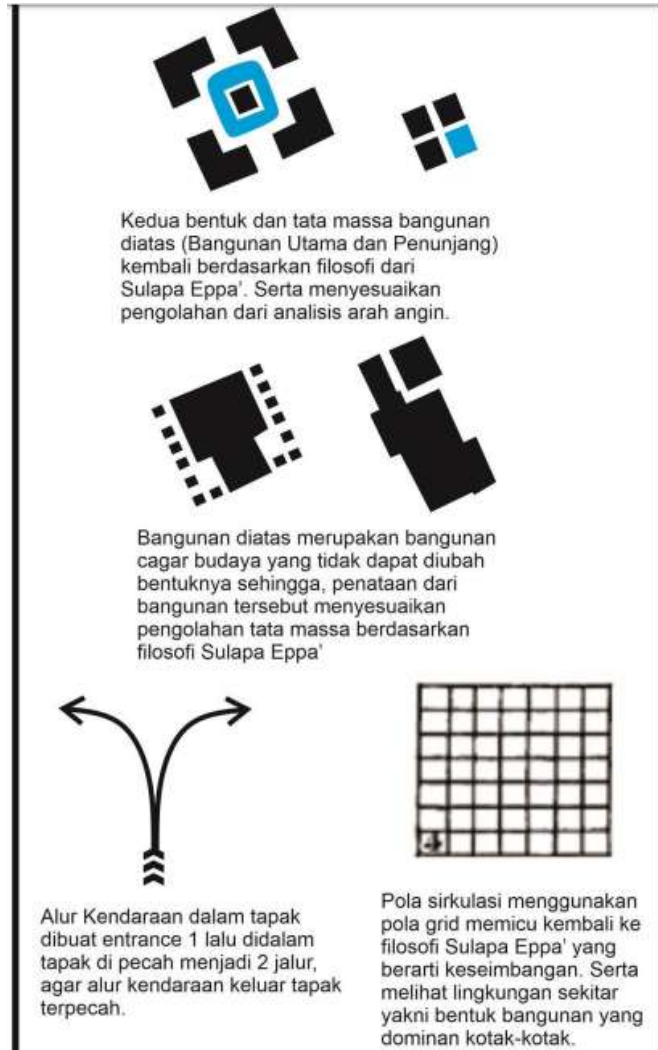 Kedua bentuk dan tata massa bangunan
diatas (Bangunan Utama dan Penunjang)
kembali berdasarkan filosofi dari
Sulapa Eppa'. Serta menyesuaikan
pengolahan dari analisis arah angin.
Bangunan diatas merupakan bangunan
cagar budaya yang tidak dapat diubah
bentuknya sehingga, penataan dari
bangunan tersebut menyesuaikan
pengolahan tata massa berdasarkan
filosofi Sulapa Eppa'
Alur Kendaraan dalam tapak
dibuat entrance 1 lalu didalam
tapak di pecah menjadi 2 jalur,
agar alur kendaraan keluar tapak
terpecah.
Pola sirkulasi menggunakan
pola grid memicu kembali ke
filosofi Sulapa Eppa' yang
berarti keseimbangan. Serta
melihat lingkungan sekitar
yakni bentuk bangunan yang
dominan kotak-kotak.